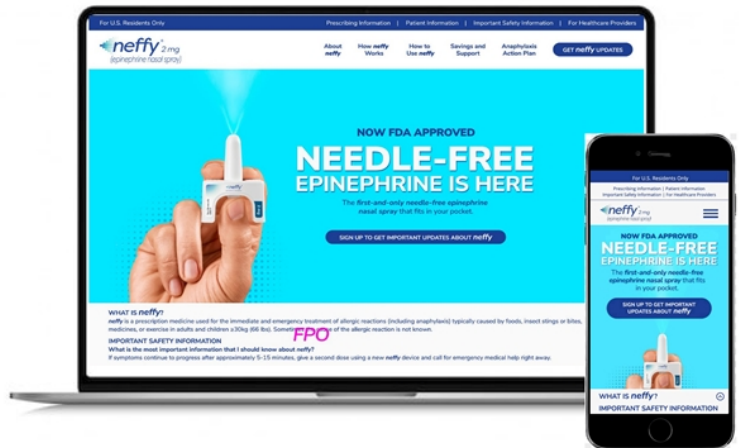 For U.S. Residents Only
Prescribing Information | Patient Information | Important Safety Information | For Healthcare Providers
neffy® 2 mg
(epinephrine nasal spray)
About neffy
How neffy Works
How to Use neffy
Savings and Support
Anaphylaxis Action Plan
GET neffy UPDATES
NOW FDA APPROVED
NEEDLE-FREE
EPINEPHRINE IS HERE
The first-and-only needle-free epinephrine
nasal spray that fits in your pocket.
SIGN UP TO GET IMPORTANT UPDATES ABOUT neffy
neffy
WHAT IS neffy?
neffy is a prescription medicine used for the immediate and emergency treatment of allergic reactions (including anaphylaxis) typically caused by foods, insect stings or bites,
medicines, or exercise in adults and children ≥30kg (66 lbs). of the allergic reaction is not known.
FPO
IMPORTANT SAFETY INFORMATION
What is the most important information that I should know about neffy?
If symptoms continue to progress after approximately 5-15 minutes, give a second dose using a new neffy device and call for emergency medical help right away.
For U.S. Residents Only
Prescribing Information | Patient Information
Important Safety Information | For Healthcare Providers
neffy® 2 mg
(epinephrine nasal spray)
NOW FDA APPROVED
NEEDLE-FREE
EPINEPHRINE IS HERE
The first-and-only needle-free
epinephrine nasal spray that fits
in your pocket.
SIGN UP TO GET IMPORTANT
UPDATES ABOUT neffy
WHAT IS neffy?
IMPORTANT SAFETY INFORMATION